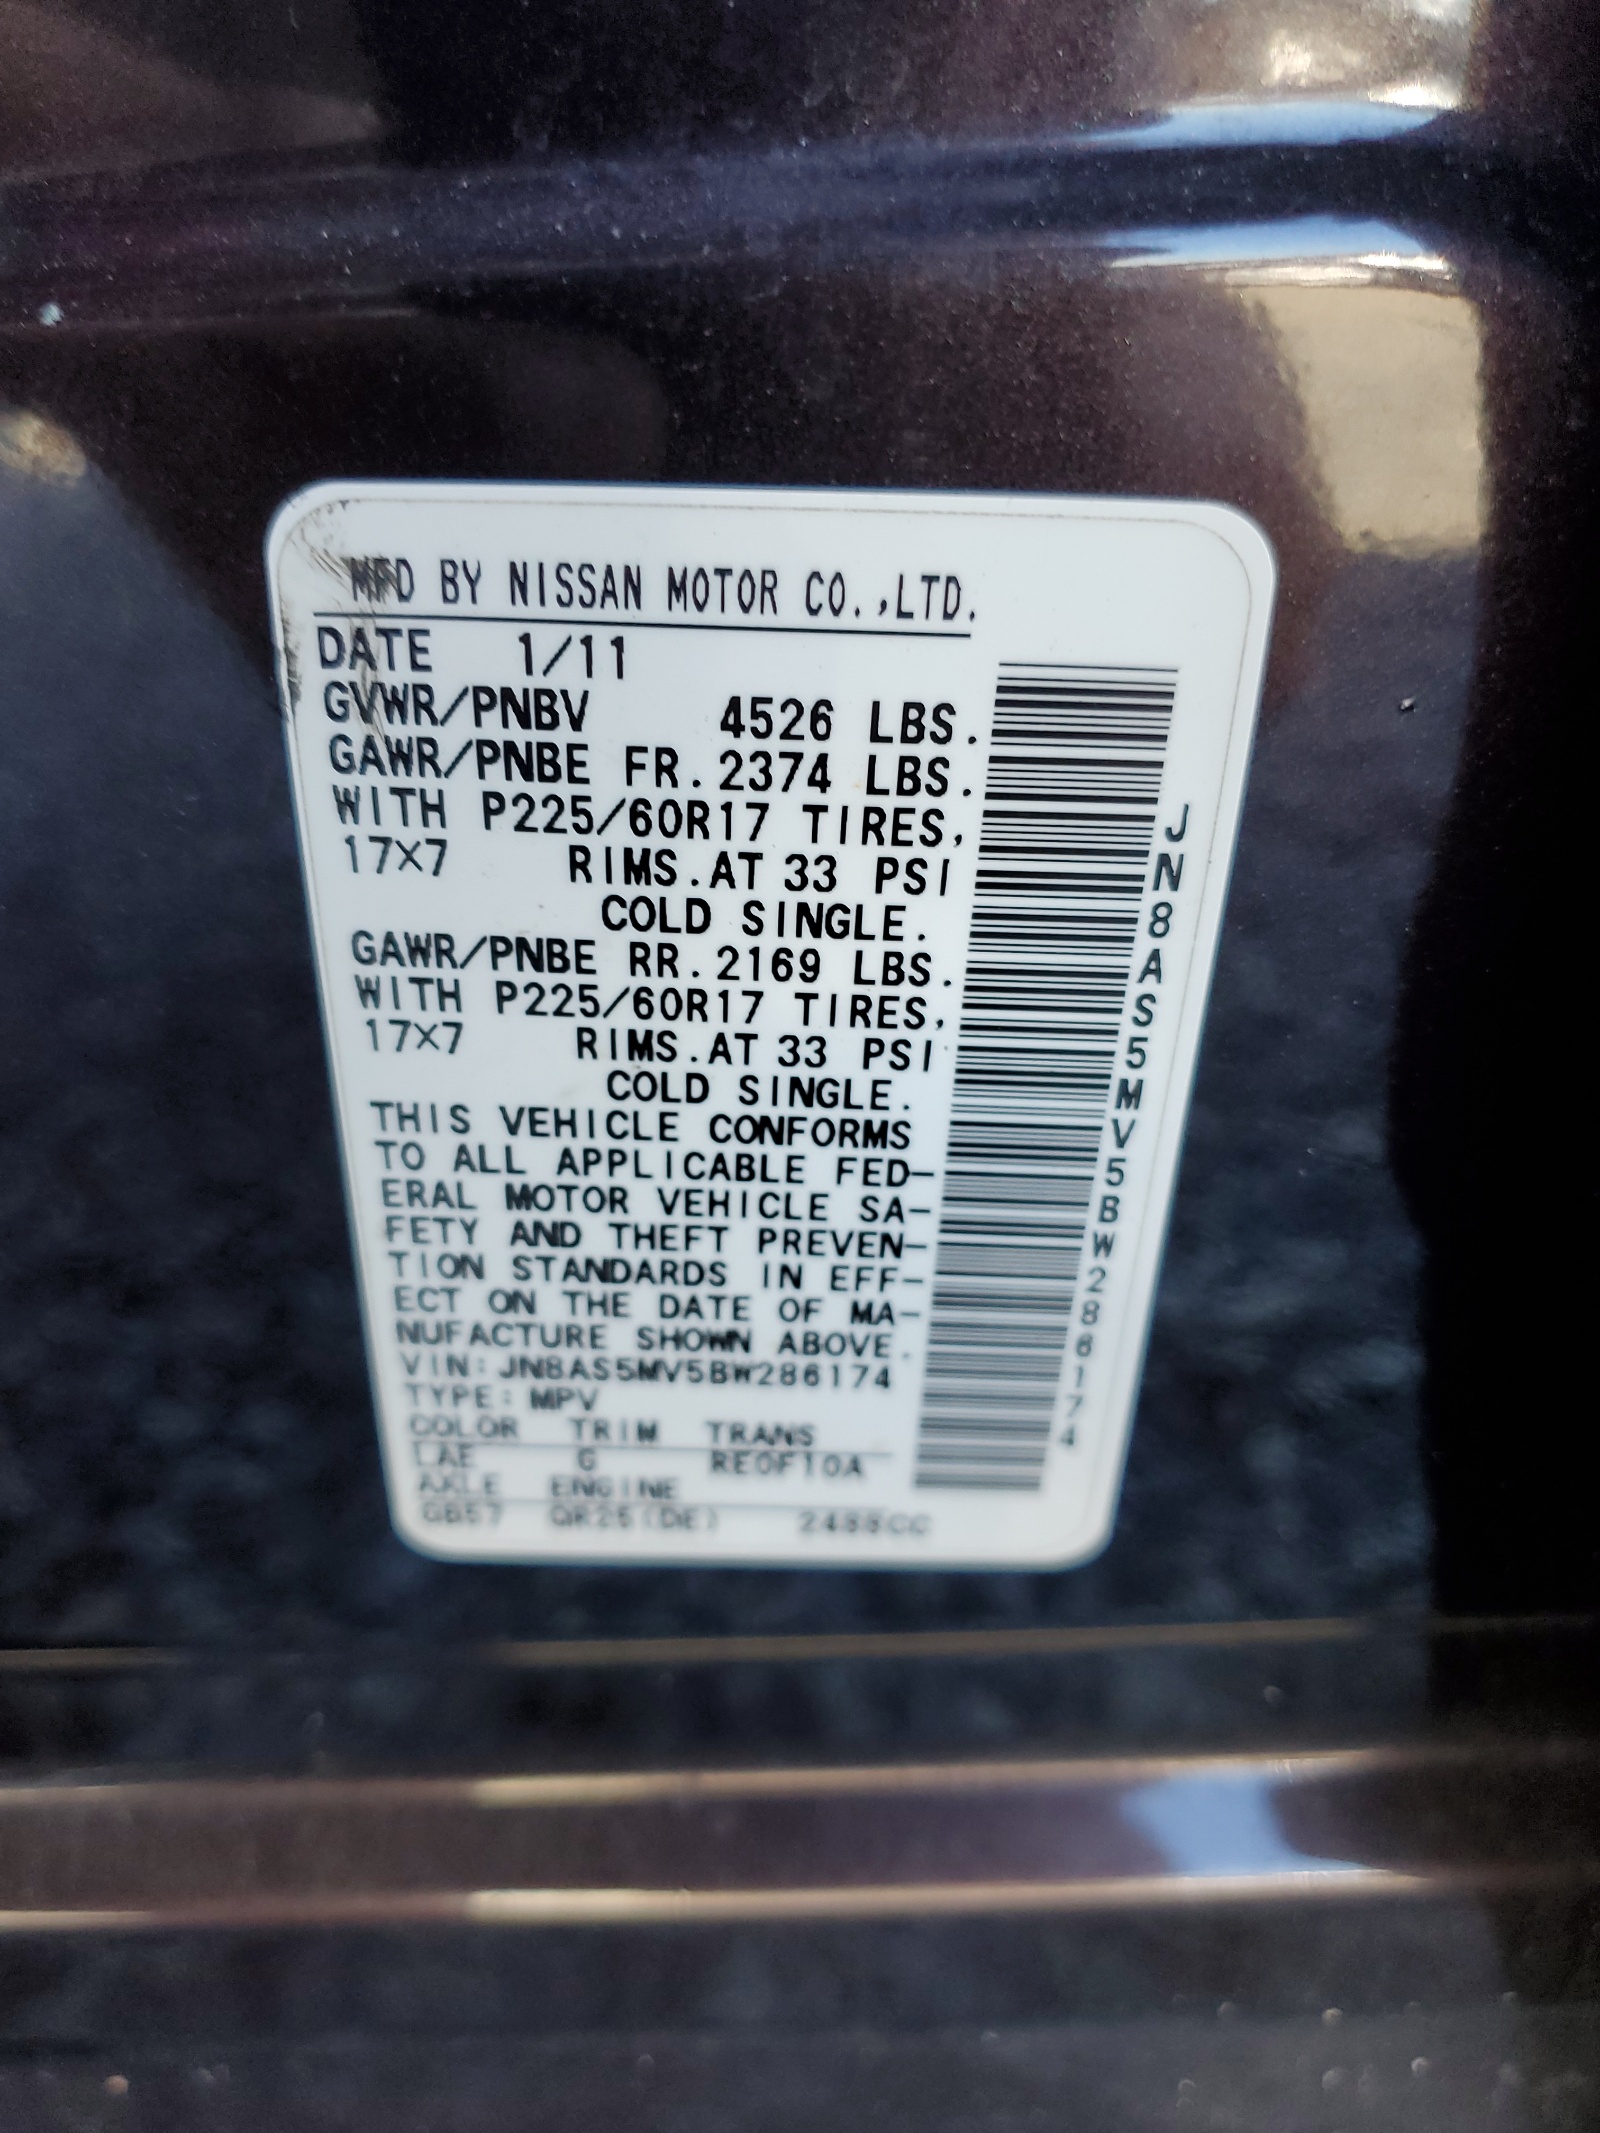 MFD BY NISSAN MOTOR CO.,LTD.
DATE 1/11
GVWR/PNBV 4526 LBS.
GAWR/PNBE FR. 2374 LBS.
WITH P225/60R17 TIRES,
17X7 RIMS. AT 33 PSI
COLD SINGLE.
GAWR/PNBE RR. 2169 LBS.
WITH P225/60R17 TIRES,
17X7 RIMS. AT 33 PSI
COLD SINGLE.
THIS VEHICLE CONFORMS
TO ALL APPLICABLE FED-
ERAL MOTOR VEHICLE SA-
FETY AND THEFT PREVEN-
TION STANDARDS IN EFF-
ECT ON THE DATE OF MA-
NUFACTURE SHOWN ABOVE.
VIN: JN8AS5MV5BW286174
TYPE: MPV
COLOR TRIM TRANS
LAE G RE0F10A
AXLE ENGINE
GB57 QR25(DE) 2488CC
JN8AS5MV5BW286174